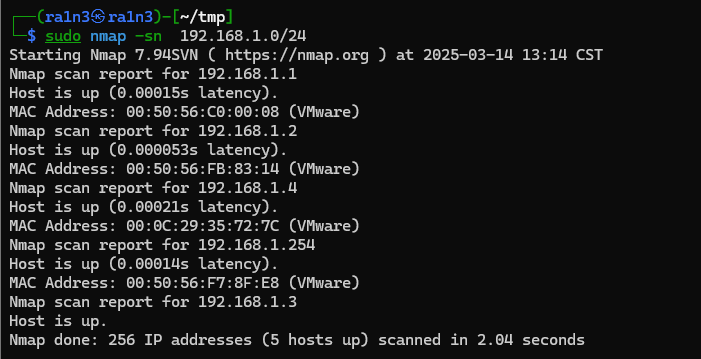 ┌──(ra1n3㉿ra1n3)-[~/tmp]
└─$ sudo nmap -sn  192.168.1.0/24
Starting Nmap 7.94SVN ( https://nmap.org ) at 2025-03-14 13:14 CST
Nmap scan report for 192.168.1.1
Host is up (0.00015s latency).
MAC Address: 00:50:56:C0:00:08 (VMware)
Nmap scan report for 192.168.1.2
Host is up (0.000053s latency).
MAC Address: 00:50:56:FB:83:14 (VMware)
Nmap scan report for 192.168.1.4
Host is up (0.00021s latency).
MAC Address: 00:0C:29:35:72:7C (VMware)
Nmap scan report for 192.168.1.254
Host is up (0.00014s latency).
MAC Address: 00:50:56:F7:8F:E8 (VMware)
Nmap scan report for 192.168.1.3
Host is up.
Nmap done: 256 IP addresses (5 hosts up) scanned in 2.04 seconds